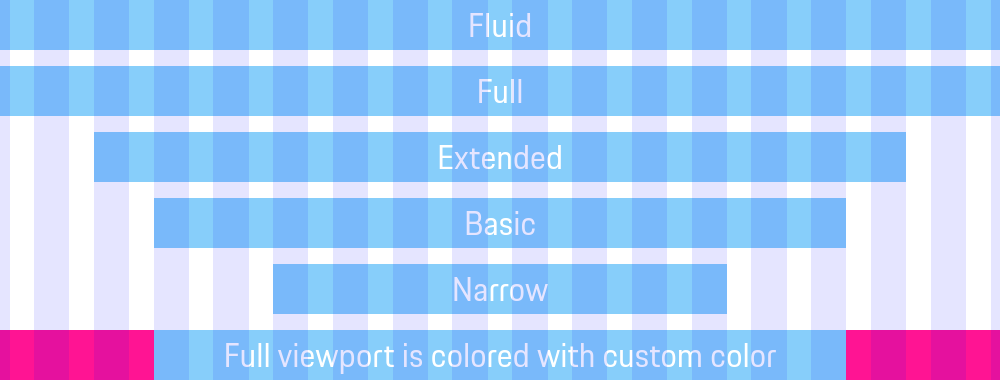 Fluid
Full
Extended
Basic
Narrow
Full viewport is colored with custom color